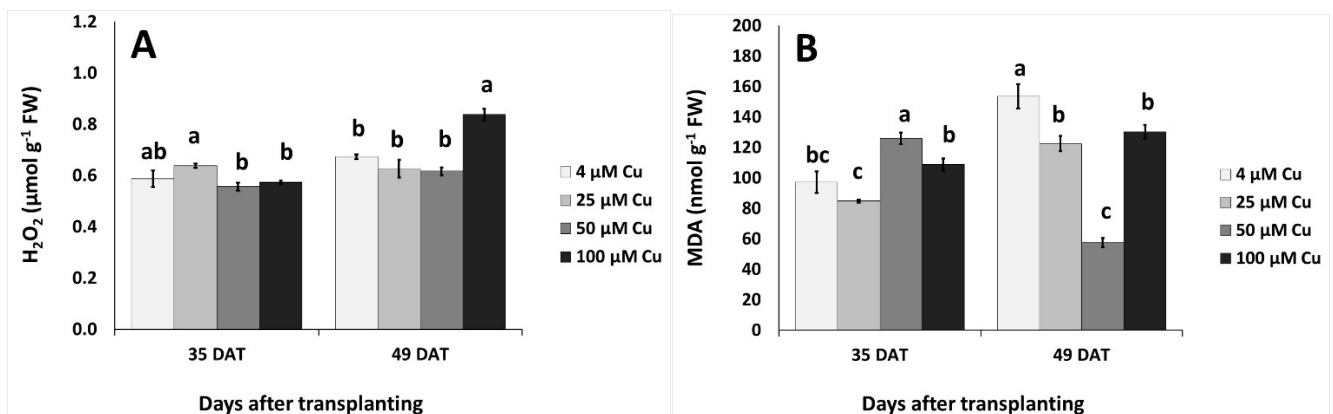 A
H₂O₂ (μmol g⁻¹ FW)
1.2
1.0
0.8
0.6
0.4
0.2
0.0
ab
a
b
b
b
b
b
a
35 DAT
49 DAT
Days after transplanting
4 μM Cu
25 μM Cu
50 μM Cu
100 μM Cu
B
MDA (nmol g⁻¹ FW)
200
180
160
140
120
100
80
60
40
20
0
bc
c
a
b
a
b
c
b
35 DAT
49 DAT
Days after transplanting
4 μM Cu
25 μM Cu
50 μM Cu
100 μM Cu